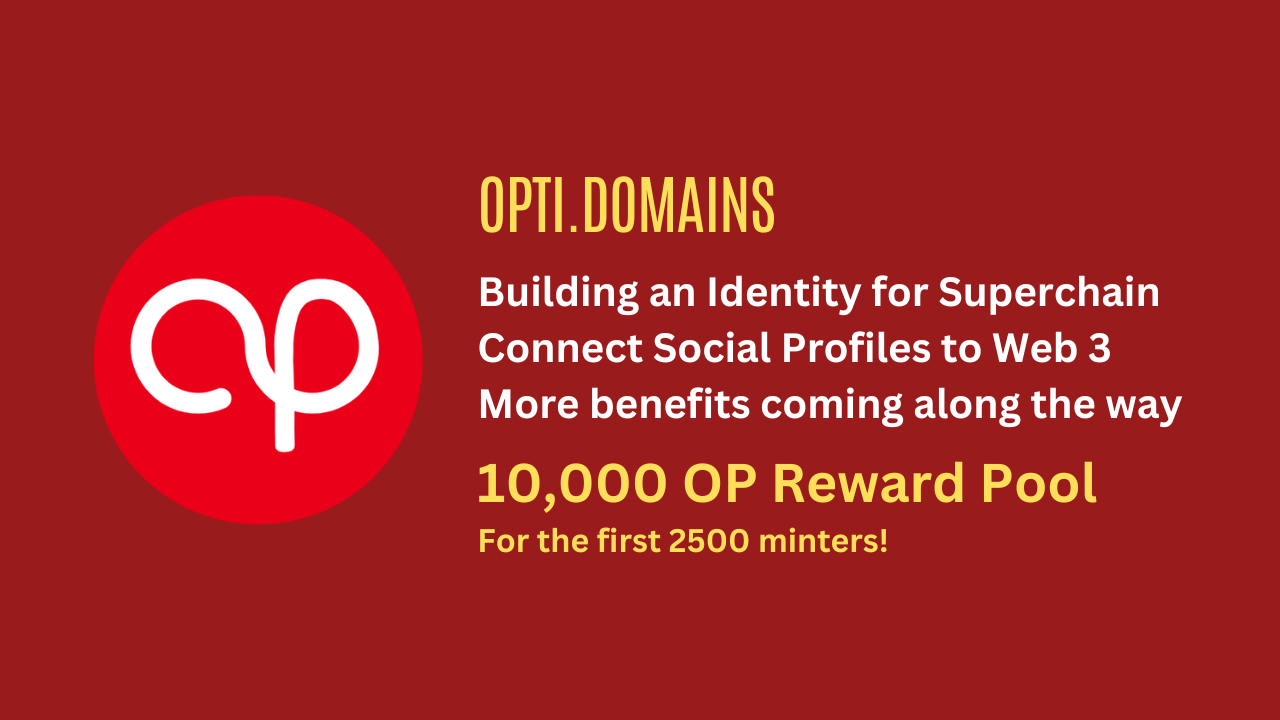 OPTI.DOMAINS
Building an Identity for Superchain
Connect Social Profiles to Web 3
More benefits coming along the way
10,000 OP Reward Pool
For the first 2500 minters!